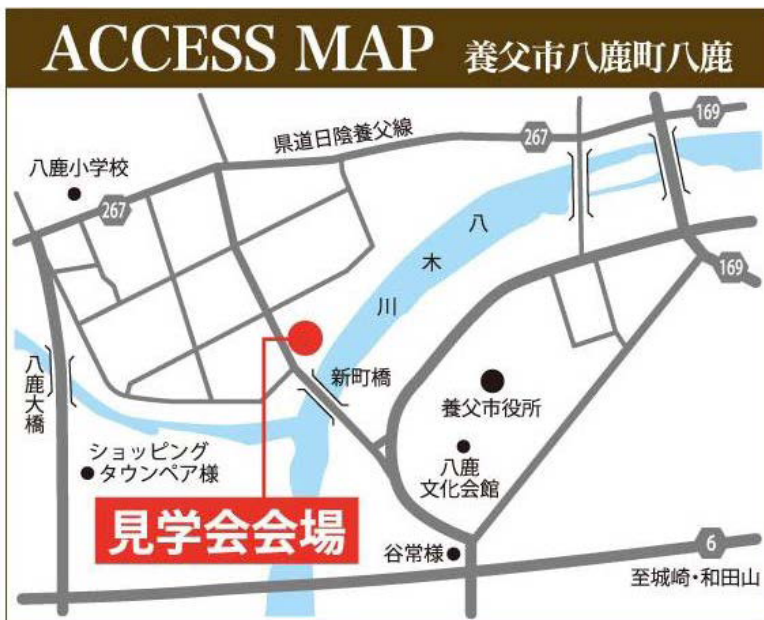 ACCESS MAP 養父市八鹿町八鹿
169
県道日陰養父線
267
八鹿小学校
267
八木川
169
新町橋
八鹿大橋
養父市役所
ショッピング
タウンペア様
八鹿
文化会館
見学会会場
谷常様
6
至城崎・和田山